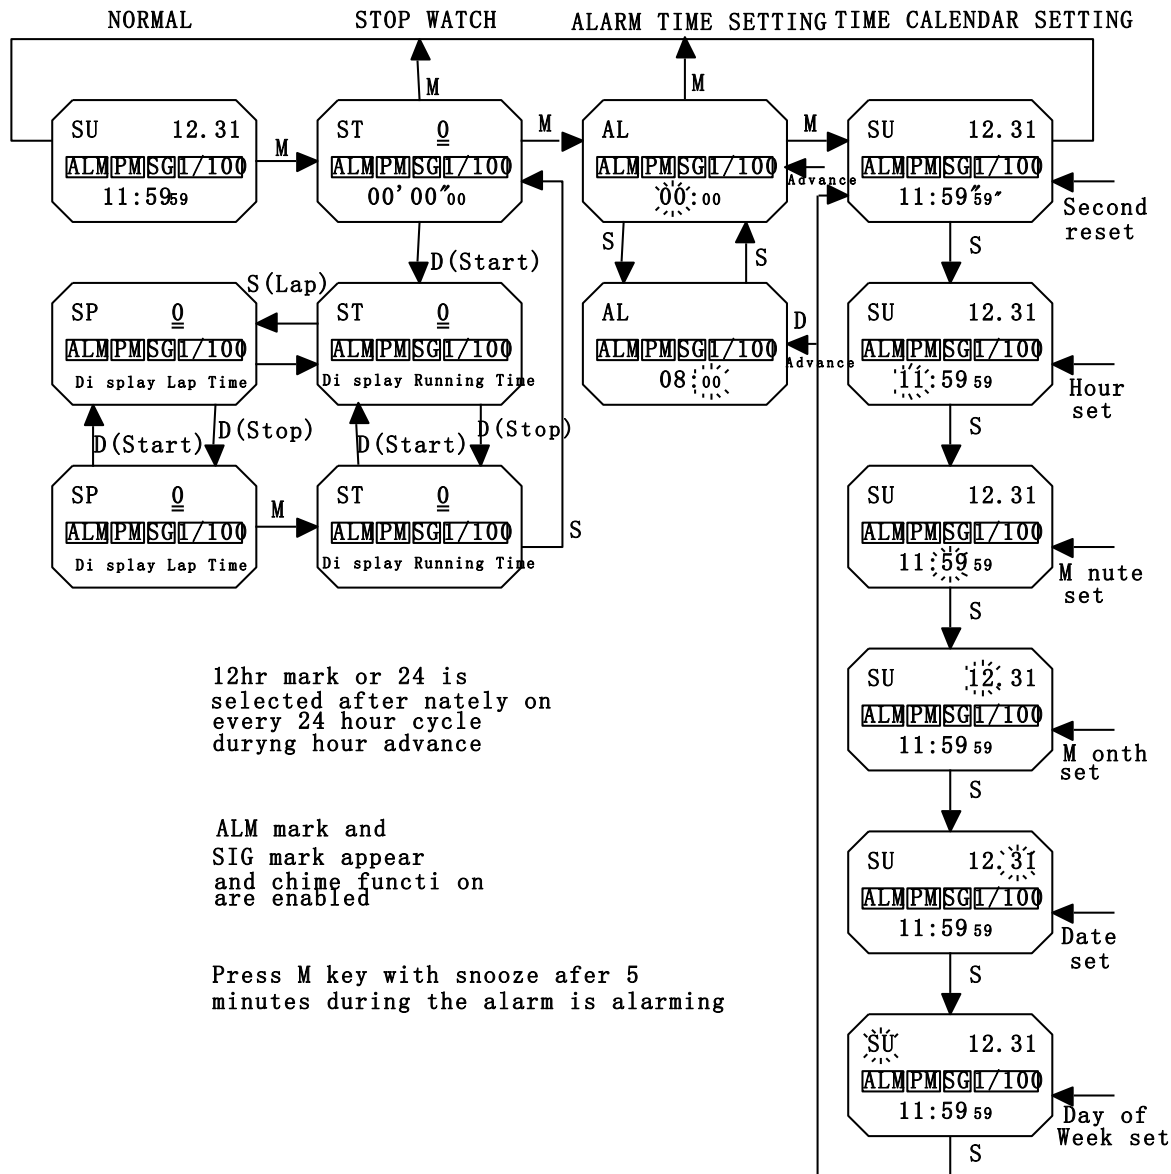 NORMAL
STOP WATCH
ALARM TIME SETTING
TIME CALENDAR SETTING
M
M
SU 12.31
ALM PM SG 1/100
11:59 59
M
ST 0
ALM PM SG 1/100
00'00"00
M
AL
ALM PM SG 1/100
00:00
M
Advance
SU 12.31
ALM PM SG 1/100
11:59"59"
Second
reset
D(Start)
S
S
S
S(Lap)
SP 0
ALM PM SG 1/100
Di splay Lap Time
ST 0
ALM PM SG 1/100
Di splay Running Time
AL
ALM PM SG 1/100
08:00
D
Advance
SU 12.31
ALM PM SG 1/100
11:59 59
Hour
set
D(Start)
D(Stop)
D(Start)
D(Stop)
S
SP 0
ALM PM SG 1/100
Di splay Lap Time
M
ST 0
ALM PM SG 1/100
Di splay Running Time
S
SU 12.31
ALM PM SG 1/100
11:59 59
M nute
set
S
12hr mark or 24 is
selected after nately on
every 24 hour cycle
duryng hour advance
SU 12.31
ALM PM SG 1/100
11:59 59
M onth
set
S
ALM mark and
SIG mark appear
and chime functi on
are enabled
SU 12.31
ALM PM SG 1/100
11:59 59
Date
set
S
Press M key with snooze afer 5
minutes during the alarm is alarming
SU 12.31
ALM PM SG 1/100
11:59 59
Day of
Week set
S